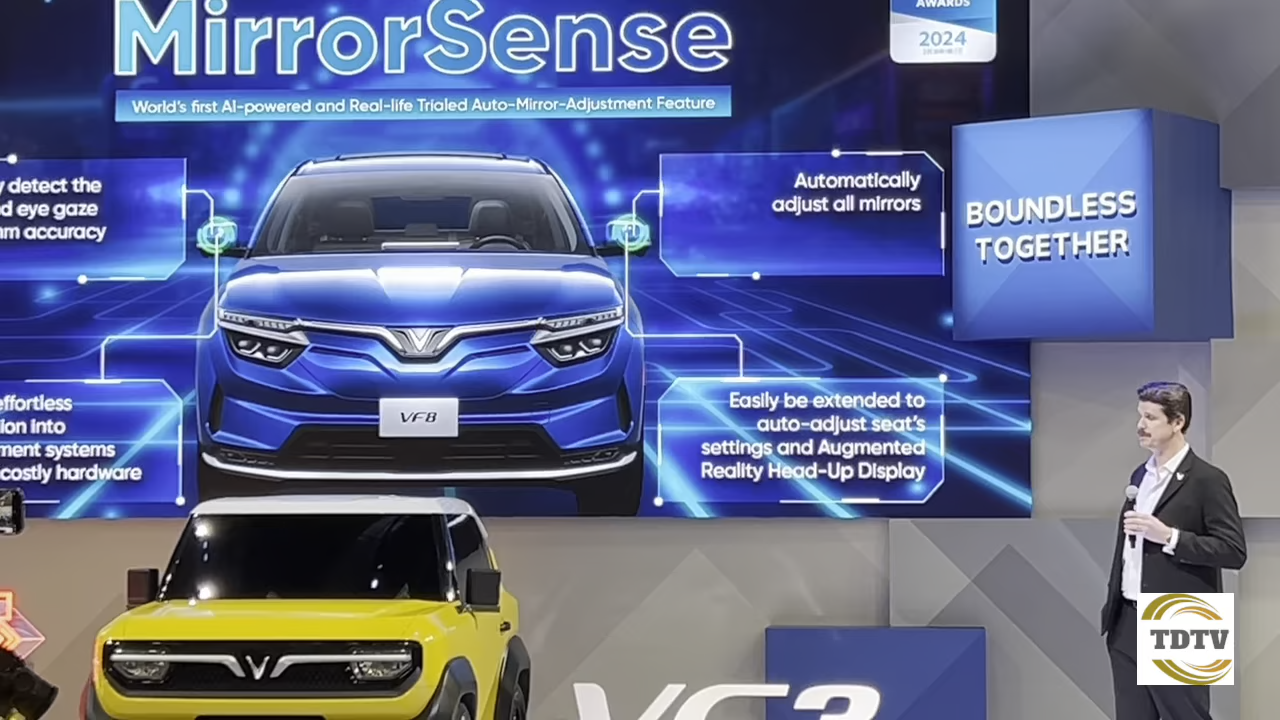 MirrorSense
World's first AI-powered and Real-life Trialed Auto-Mirror-Adjustment Feature
AWARDS
2024
detect the
eye gaze
accuracy
Automatically
adjust all mirrors
BOUNDLESS
TOGETHER
effortless
into
systems
costly hardware
Easily be extended to
auto-adjust seat's
settings and Augmented
Reality Head-Up Display
VF8
VF3
TDTV